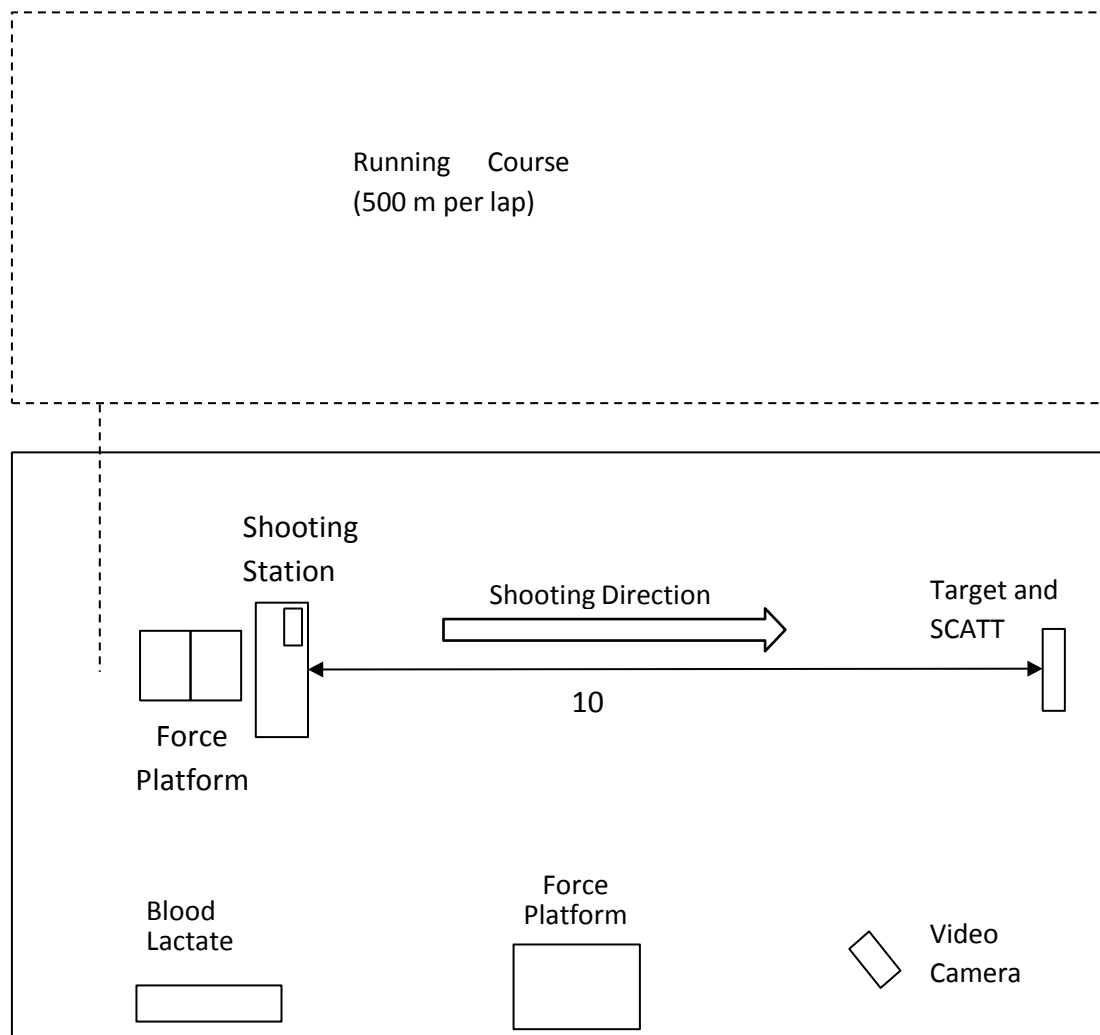 Running Course
(500 m per lap)
Shooting
Station
Shooting Direction
Target and
SCATT
10
Force
Platform
Blood
Lactate
Force
Platform
Video
Camera